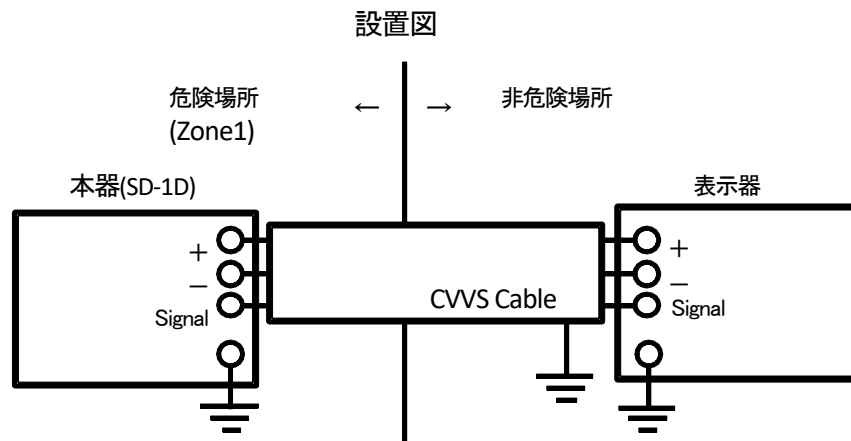 設置図
危険場所
(Zone1)
← →
非危険場所
本器(SD-1D)
表示器
+
－
Signal
CVVS Cable
+
－
Signal